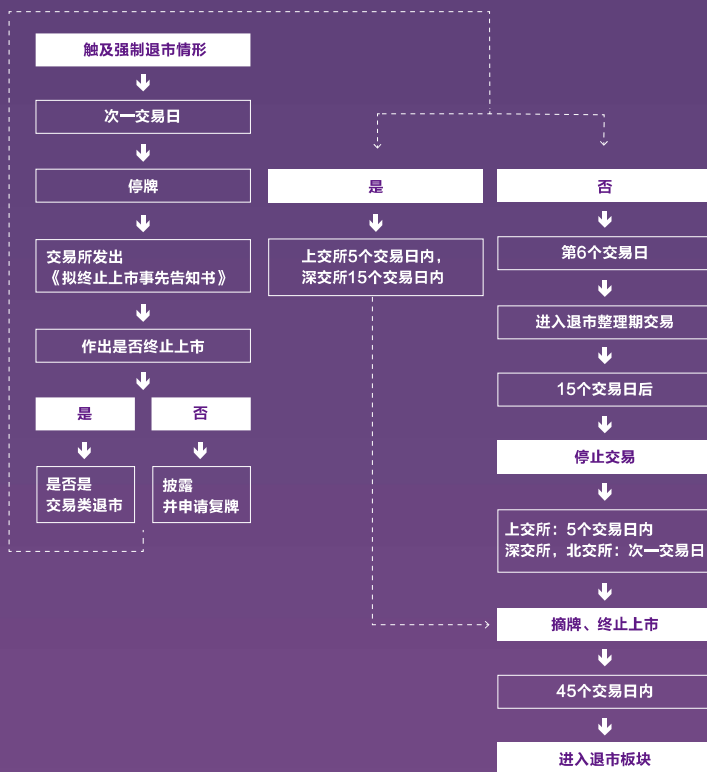 触及强制退市情形
次一交易日
停牌
交易所发出
《拟终止上市事先告知书》
作出是否终止上市
是
否
是否是
交易类退市
披露
并申请复牌
是
上交所5个交易日内，
深交所15个交易日内
否
第6个交易日
进入退市整理期交易
15个交易日后
停止交易
上交所：5个交易日内
深交所，北交所：次一交易日
摘牌、终止上市
45个交易日内
进入退市板块